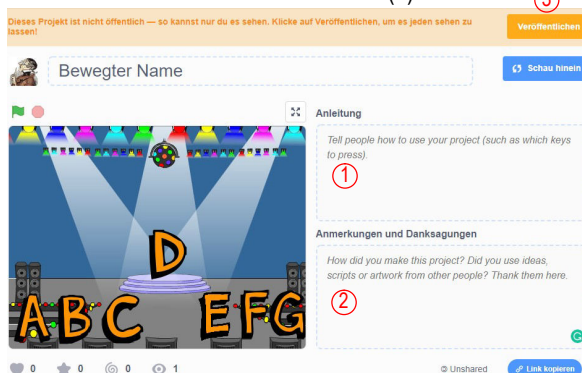 Dieses Projekt ist nicht öffentlich — so kannst nur du es sehen. Klicke auf Veröffentlichen, um es jeden sehen zu
lassen!
Veröffentlichen
Bewegter Name
Schau hinein
Anleitung
Tell people how to use your project (such as which keys
to press).
1
Anmerkungen und Danksagungen
How did you make this project? Did you use ideas,
scripts or artwork from other people? Thank them here.
2
D
A B C E F G
0 0 0 1
Unshared
Link kopieren